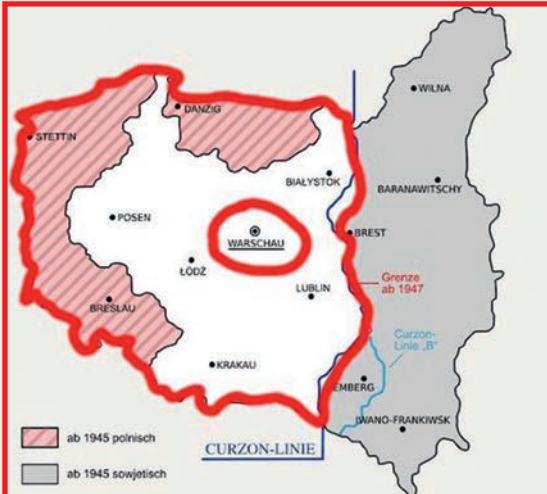 WILNA
DANZIG
STETTIN
BIAŁYSTOK
BARANAWITSCHY
POSEN
WARSCHAU
BREST
ŁÓDŹ
Grenze
ab 1947
LUBLIN
BRESLAU
Curzon-
Linie „B"
KRAKAU
EMBERG
IWANO-FRANKIWSK
ab 1945 polnisch
CURZON-LINIE
ab 1945 sowjetisch